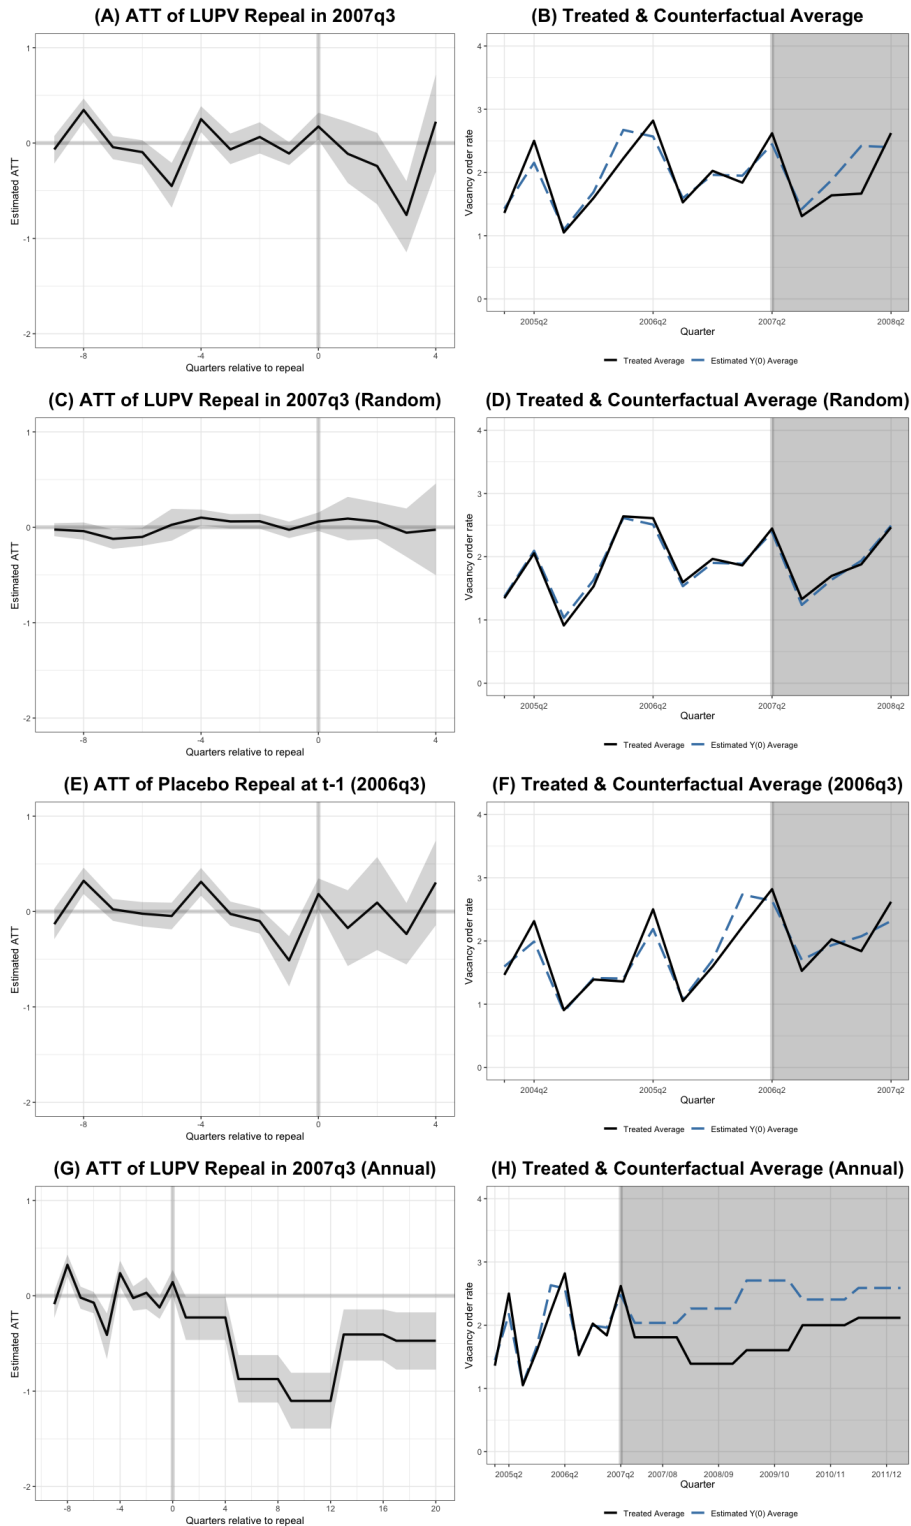 (A) ATT of LUPV Repeal in 2007q3
1
0
-1
-2
Estimated ATT
-8
-4
0
4
Quarters relative to repeal
(B) Treated & Counterfactual Average
4
3
2
1
0
Vacancy order rate
2005q2
2006q2
2007q2
2008q2
Quarter
Treated Average
Estimated Y(0) Average
(C) ATT of LUPV Repeal in 2007q3 (Random)
1
0
-1
-2
Estimated ATT
-8
-4
0
4
Quarters relative to repeal
(D) Treated & Counterfactual Average (Random)
4
3
2
1
0
Vacancy order rate
2005q2
2006q2
2007q2
2008q2
Quarter
Treated Average
Estimated Y(0) Average
(E) ATT of Placebo Repeal at t-1 (2006q3)
1
0
-1
-2
Estimated ATT
-8
-4
0
4
Quarters relative to repeal
(F) Treated & Counterfactual Average (2006q3)
4
3
2
1
0
Vacancy order rate
2004q2
2005q2
2006q2
2007q2
Quarter
Treated Average
Estimated Y(0) Average
(G) ATT of LUPV Repeal in 2007q3 (Annual)
1
0
-1
-2
Estimated ATT
-8
-4
0
4
8
12
16
20
Quarters relative to repeal
(H) Treated & Counterfactual Average (Annual)
4
3
2
1
0
Vacancy order rate
2005q2
2006q2
2007q2
2007/08
2008/09
2009/10
2010/11
2011/12
Quarter
Treated Average
Estimated Y(0) Average